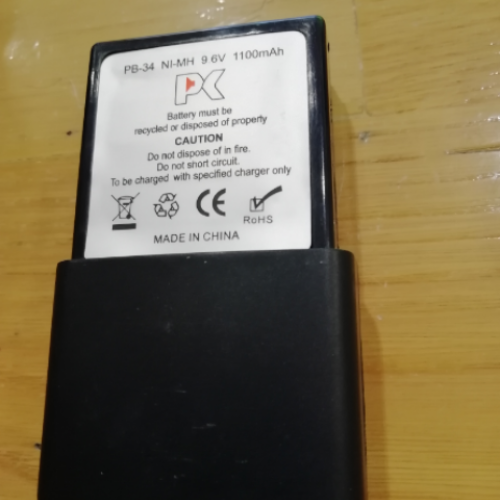 PB-34 NI-MH 9.6V 1100mAh
PK
Battery must be
recycled or disposed of property
CAUTION
Do not dispose of in fire.
Do not short circuit.
To be charged with specified charger only
CE RoHS
MADE IN CHINA